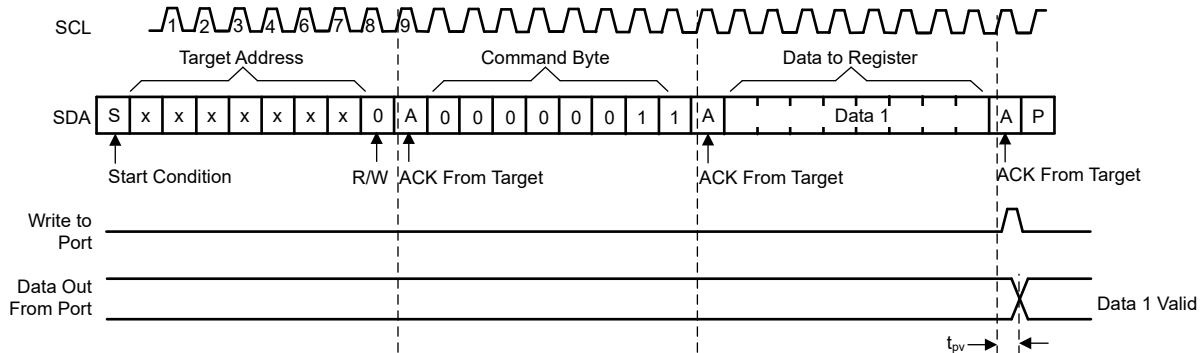 SCL 1 2 3 4 6 7 8 9
Target Address Command Byte Data to Register
SDA S x x x x x x x 0 A 0 0 0 0 0 0 1 1 A Data 1 A P
Start Condition R/W ACK From Target ACK From Target ACK From Target
Write to
Port
Data Out
From Port
Data 1 Valid
tpv